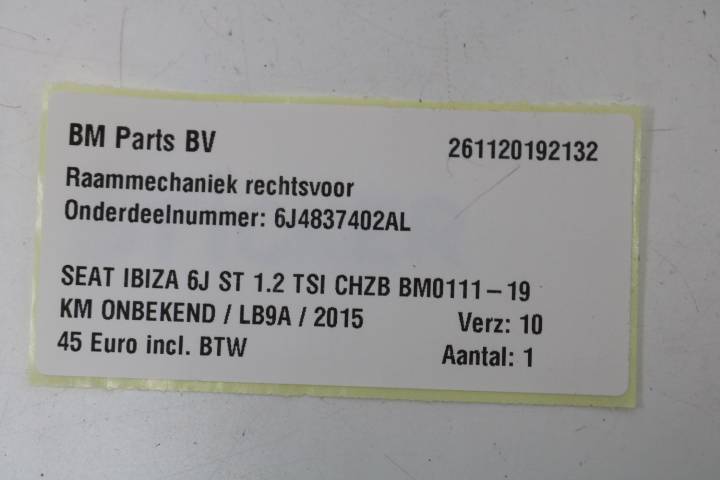 BM Parts BV 261120192132
Raammechaniek rechtsvoor
Onderdeelnummer: 6J4837402AL
SEAT IBIZA 6J ST 1.2 TSI CHZB BM0111-19
KM ONBEKEND / LB9A / 2015 Verz: 10
45 Euro incl. BTW Aantal: 1